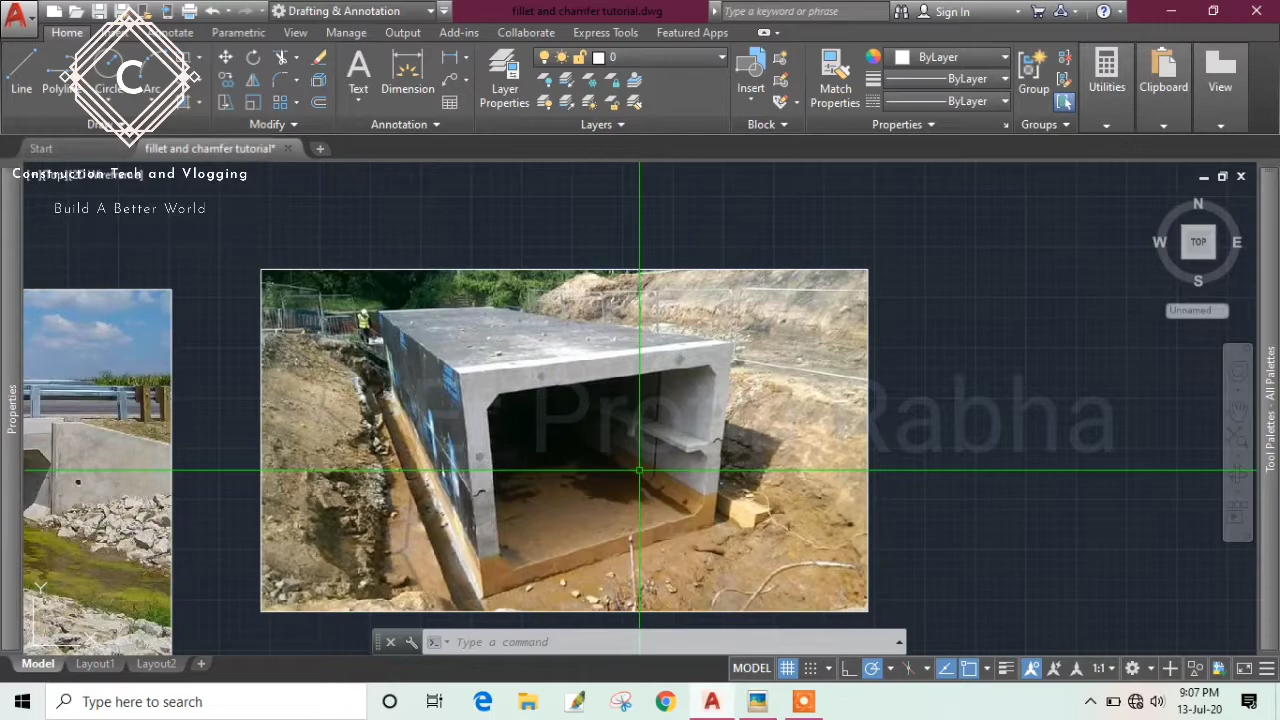 Drafting & Annotation
fillet and chamfer tutorial.dwg
Type a keyword or phrase
Sign In
Home
Annotate
Parametric
View
Manage
Output
Add-ins
Collaborate
Express Tools
Featured Apps
Line
Polyline
Arc
Text
Dimension
Layer
Properties
0
Insert
Match
Properties
ByLayer
ByLayer
ByLayer
Group
Utilities
Clipboard
View
Modify
Annotation
Layers
Block
Properties
Groups
C
Start
fillet and chamfer tutorial*
Construction Tech and Vlogging
Build A Better World
N
W
TOP
E
S
Unnamed
Properties
Tool Palettes - All Palettes
Rabha
Y
Type a command
Model
Layout1
Layout2
MODEL
1:1
Type here to search
9:07 PM
13-Jul-20